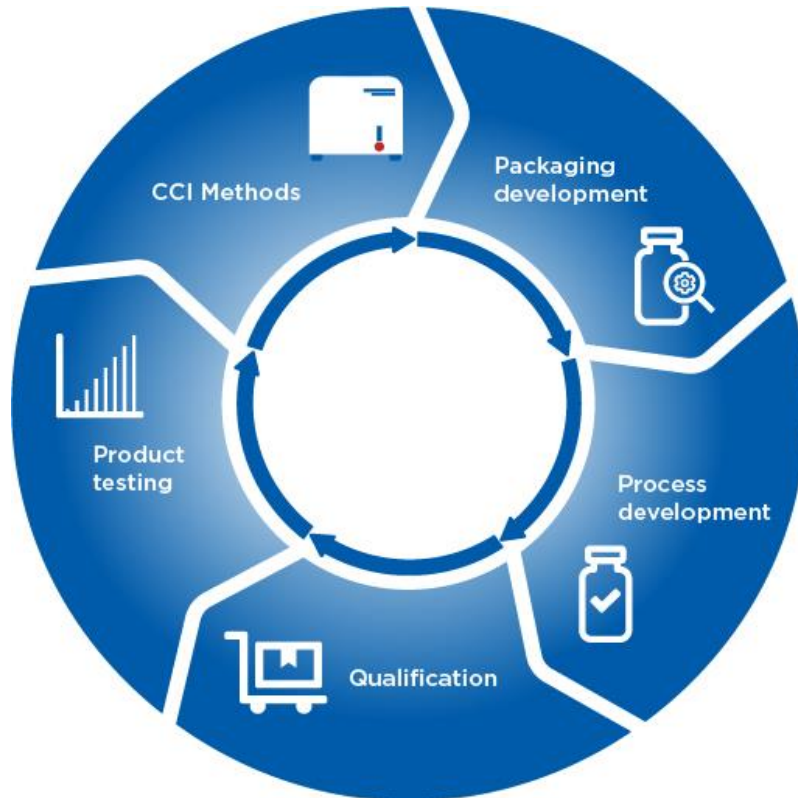 CCI Methods
Packaging
development
Process
development
Qualification
Product
testing